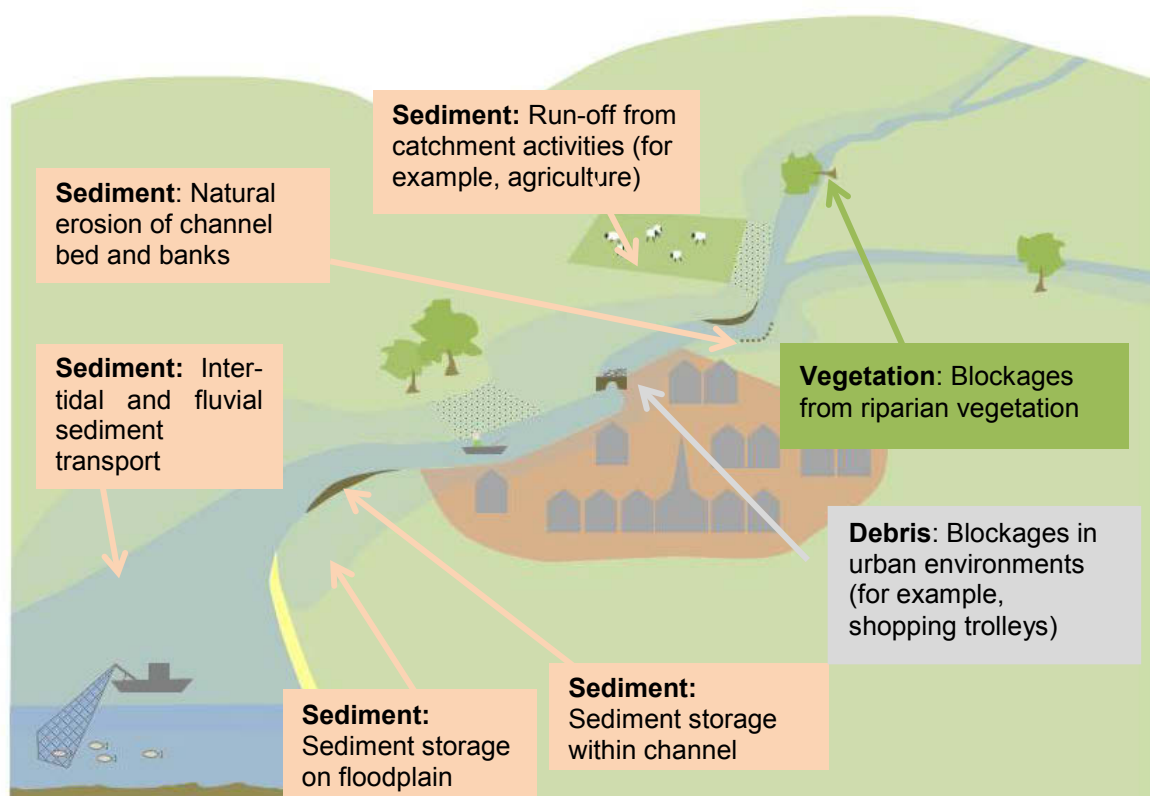 Sediment: Run-off from
catchment activities (for
example, agriculture)
Sediment: Natural
erosion of channel
bed and banks
Sediment: Inter-
tidal and fluvial
sediment
transport
Vegetation: Blockages
from riparian vegetation
Debris: Blockages in
urban environments
(for example,
shopping trolleys)
Sediment:
Sediment storage
within channel
Sediment:
Sediment storage
on floodplain